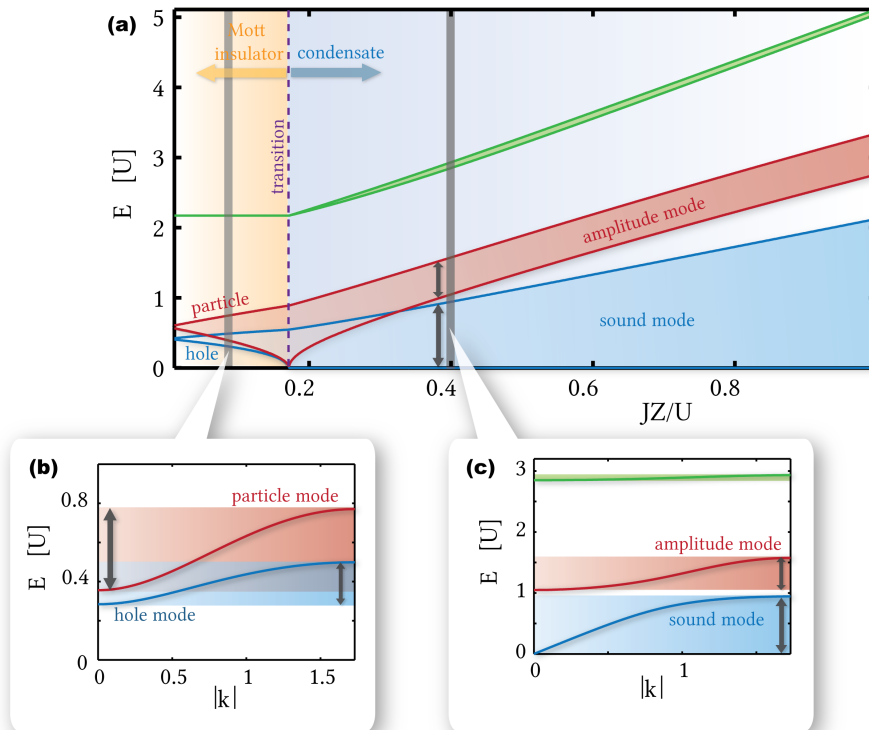 (a)
Mott
insulator
condensate
transition
particle
hole
amplitude mode
sound mode
E [U]
5
4
3
2
1
0
0.2
0.4
0.6
0.8
JZ/U
(b)
particle mode
hole mode
E [U]
0.8
0.4
0
0
0.5
1
1.5
|k|
(c)
amplitude mode
sound mode
E [U]
3
2
1
0
0
1
|k|